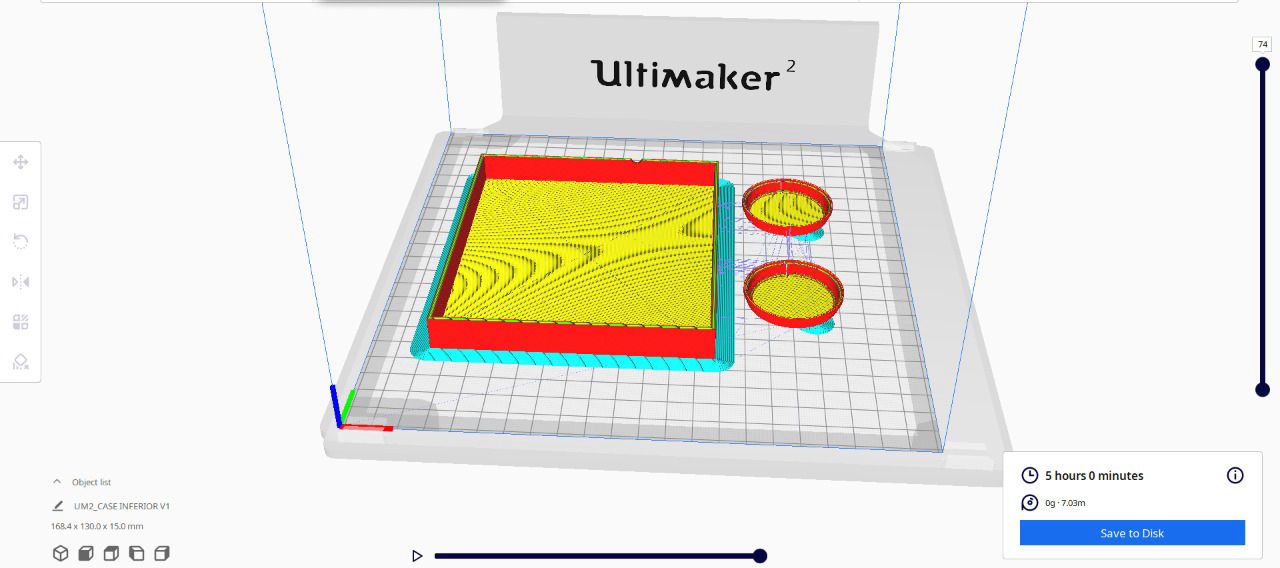 Ultimaker 2
74
5 hours 0 minutes
0g · 7.03m
Save to Disk
Object list
UM2_CASE INFERIOR V1
168.4 x 130.0 x 15.0 mm